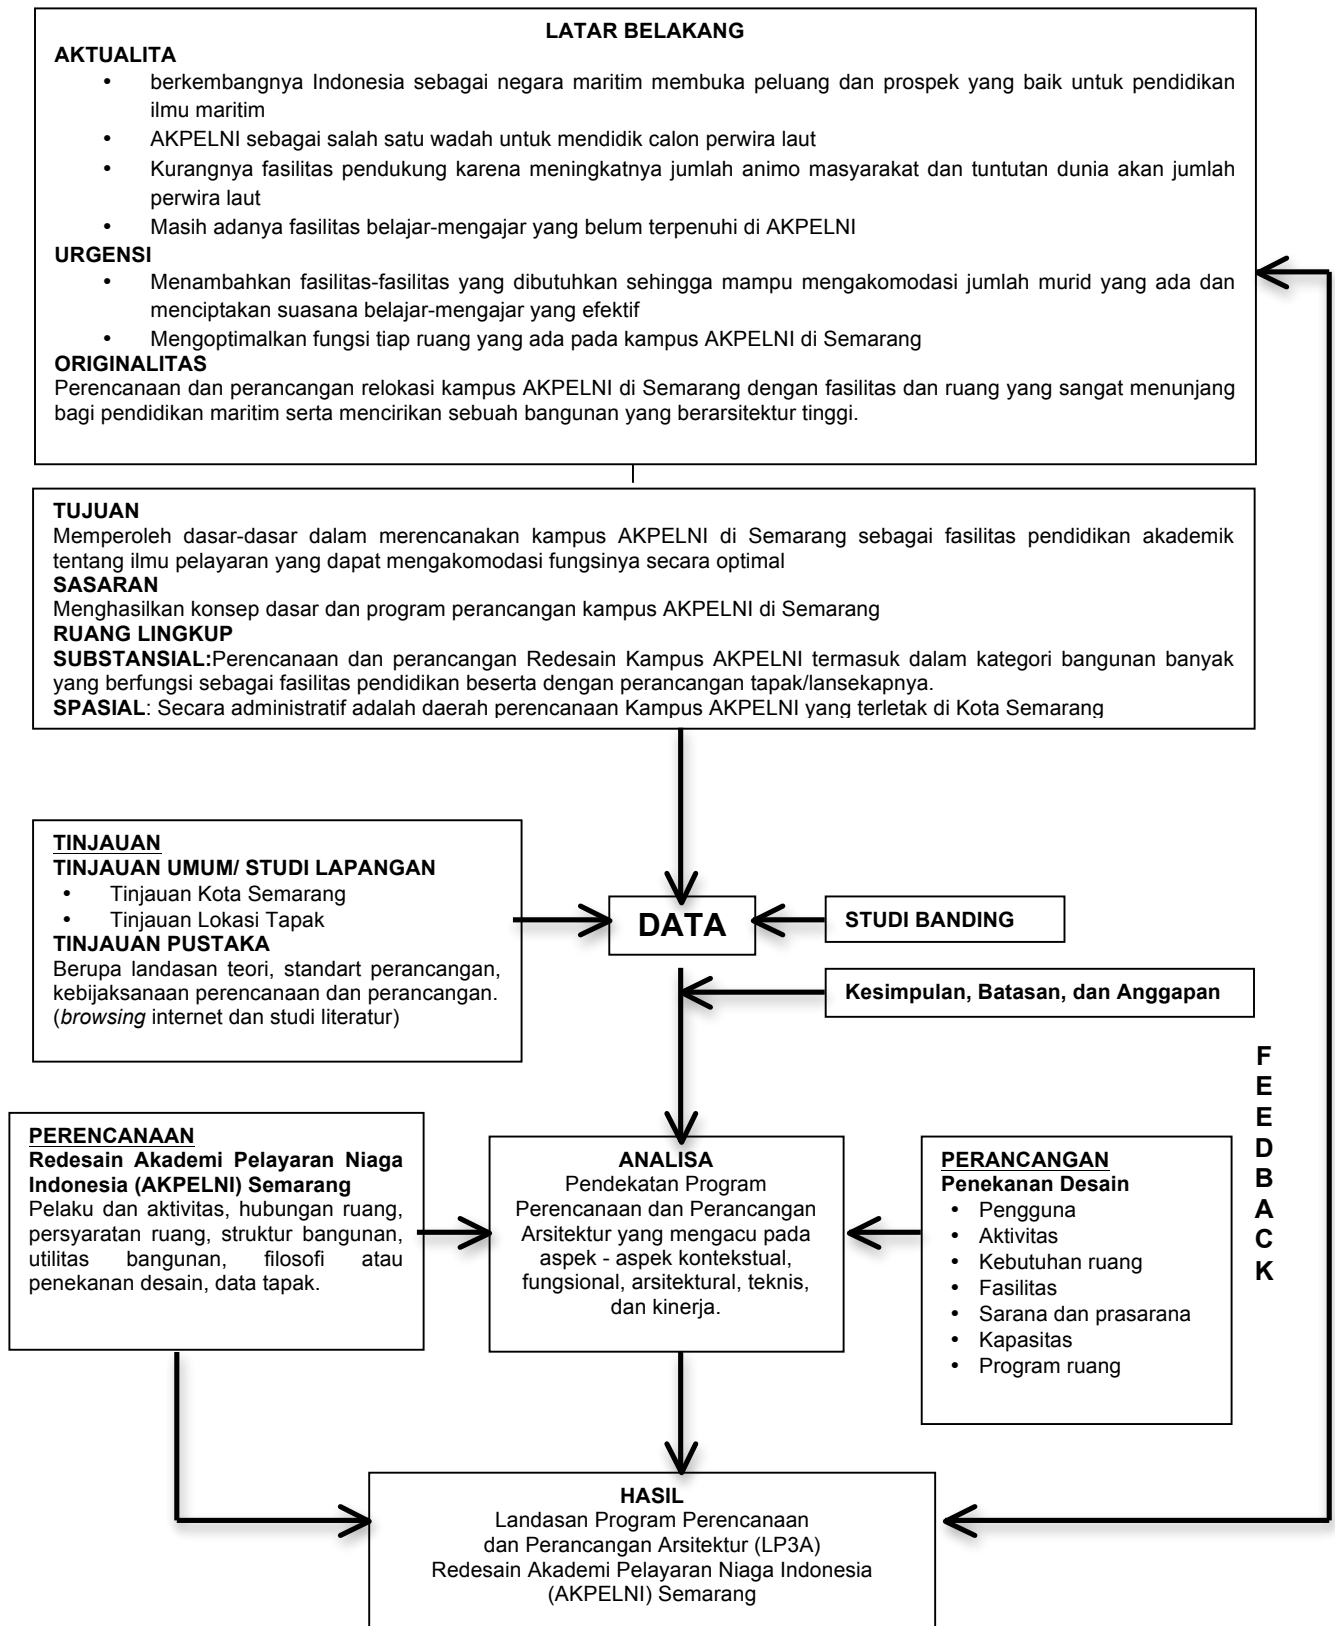 LATAR BELAKANG
AKTUALITA
• berkembangnya Indonesia sebagai negara maritim membuka peluang dan prospek yang baik untuk pendidikan
ilmu maritim
• AKPELNI sebagai salah satu wadah untuk mendidik calon perwira laut
• Kurangnya fasilitas pendukung karena meningkatnya jumlah animo masyarakat dan tuntutan dunia akan jumlah
perwira laut
• Masih adanya fasilitas belajar-mengajar yang belum terpenuhi di AKPELNI
URGENSI
• Menambahkan fasilitas-fasilitas yang dibutuhkan sehingga mampu mengakomodasi jumlah murid yang ada dan
menciptakan suasana belajar-mengajar yang efektif
• Mengoptimalkan fungsi tiap ruang yang ada pada kampus AKPELNI di Semarang
ORIGINALITAS
Perencanaan dan perancangan relokasi kampus AKPELNI di Semarang dengan fasilitas dan ruang yang sangat menunjang
bagi pendidikan maritim serta mencirikan sebuah bangunan yang berarsitektur tinggi.
TUJUAN
Memperoleh dasar-dasar dalam merencanakan kampus AKPELNI di Semarang sebagai fasilitas pendidikan akademik
tentang ilmu pelayaran yang dapat mengakomodasi fungsinya secara optimal
SASARAN
Menghasilkan konsep dasar dan program perancangan kampus AKPELNI di Semarang
RUANG LINGKUP
SUBSTANSIAL:Perencanaan dan perancangan Redesain Kampus AKPELNI termasuk dalam kategori bangunan banyak
yang berfungsi sebagai fasilitas pendidikan beserta dengan perancangan tapak/lansekapnya.
SPASIAL: Secara administratif adalah daerah perencanaan Kampus AKPELNI yang terletak di Kota Semarang
TINJAUAN
TINJAUAN UMUM/ STUDI LAPANGAN
• Tinjauan Kota Semarang
• Tinjauan Lokasi Tapak
TINJAUAN PUSTAKA
Berupa landasan teori, standart perancangan,
kebijaksanaan perencanaan dan perancangan.
(browsing internet dan studi literatur)
DATA
STUDI BANDING
Kesimpulan, Batasan, dan Anggapan
F
E
E
D
B
A
C
K
PERENCANAAN
Redesain Akademi Pelayaran Niaga
Indonesia (AKPELNI) Semarang
Pelaku dan aktivitas, hubungan ruang,
persyaratan ruang, struktur bangunan,
utilitas bangunan, filosofi atau
penekanan desain, data tapak.
ANALISA
Pendekatan Program
Perencanaan dan Perancangan
Arsitektur yang mengacu pada
aspek - aspek kontekstual,
fungsional, arsitektural, teknis,
dan kinerja.
PERANCANGAN
Penekanan Desain
• Pengguna
• Aktivitas
• Kebutuhan ruang
• Fasilitas
• Sarana dan prasarana
• Kapasitas
• Program ruang
HASIL
Landasan Program Perencanaan
dan Perancangan Arsitektur (LP3A)
Redesain Akademi Pelayaran Niaga Indonesia
(AKPELNI) Semarang